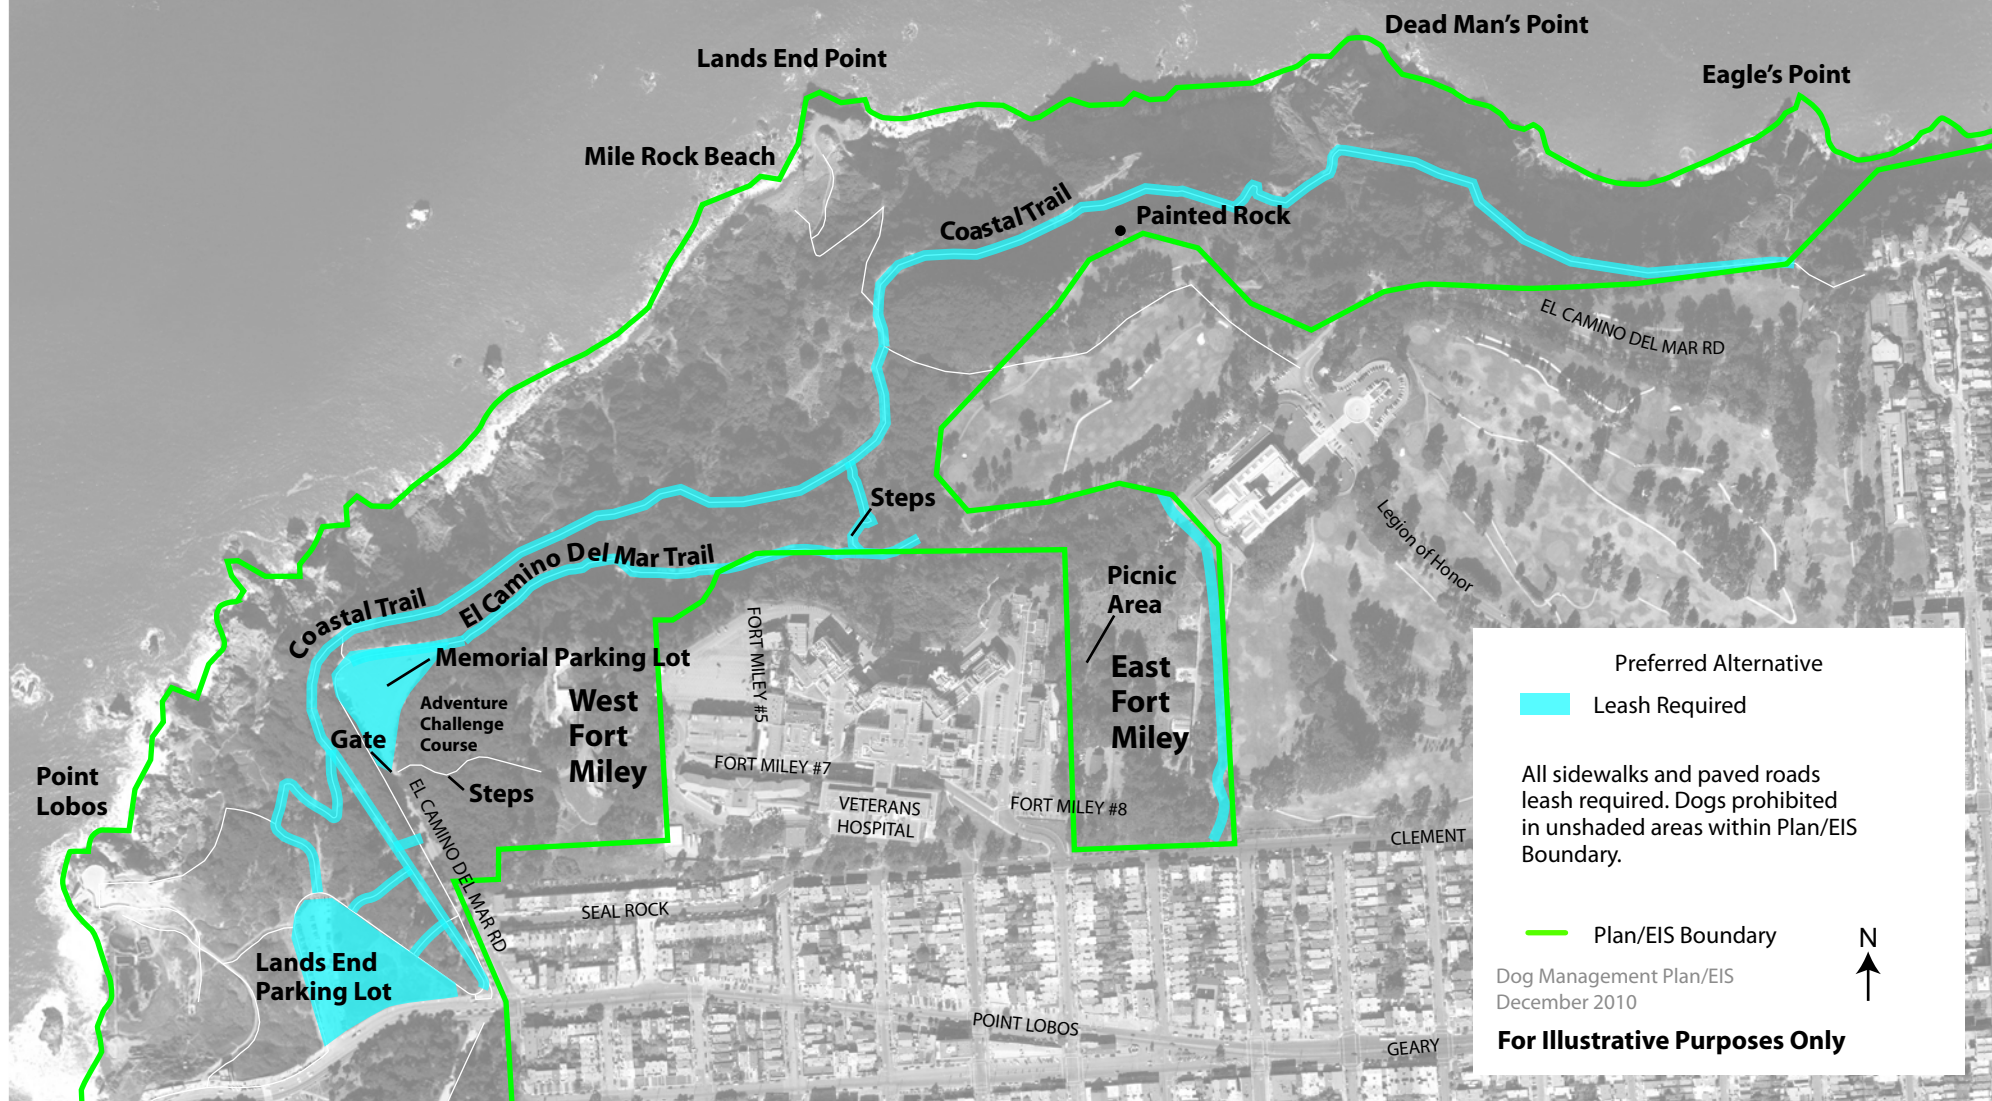 Dead Man's Point
Lands End Point
Eagle's Point
Mile Rock Beach
Coastal Trail
Painted Rock
EL CAMINO DEL MAR RD
Steps
Legion of Honor
El Camino Del Mar Trail
Coastal Trail
Picnic
Area
FORT MILEY #5
Memorial Parking Lot
East
Fort
Miley
West
Fort
Miley
Adventure
Challenge
Course
Gate
Steps
Point
Lobos
EL CAMINO DEL MAR RD
FORT MILEY #7
VETERANS
HOSPITAL
FORT MILEY #8
CLEMENT
SEAL ROCK
Lands End
Parking Lot
POINT LOBOS
GEARY
Preferred Alternative
Leash Required
All sidewalks and paved roads
leash required. Dogs prohibited
in unshaded areas within Plan/EIS
Boundary.
Plan/EIS Boundary
N
Dog Management Plan/EIS
December 2010
For Illustrative Purposes Only